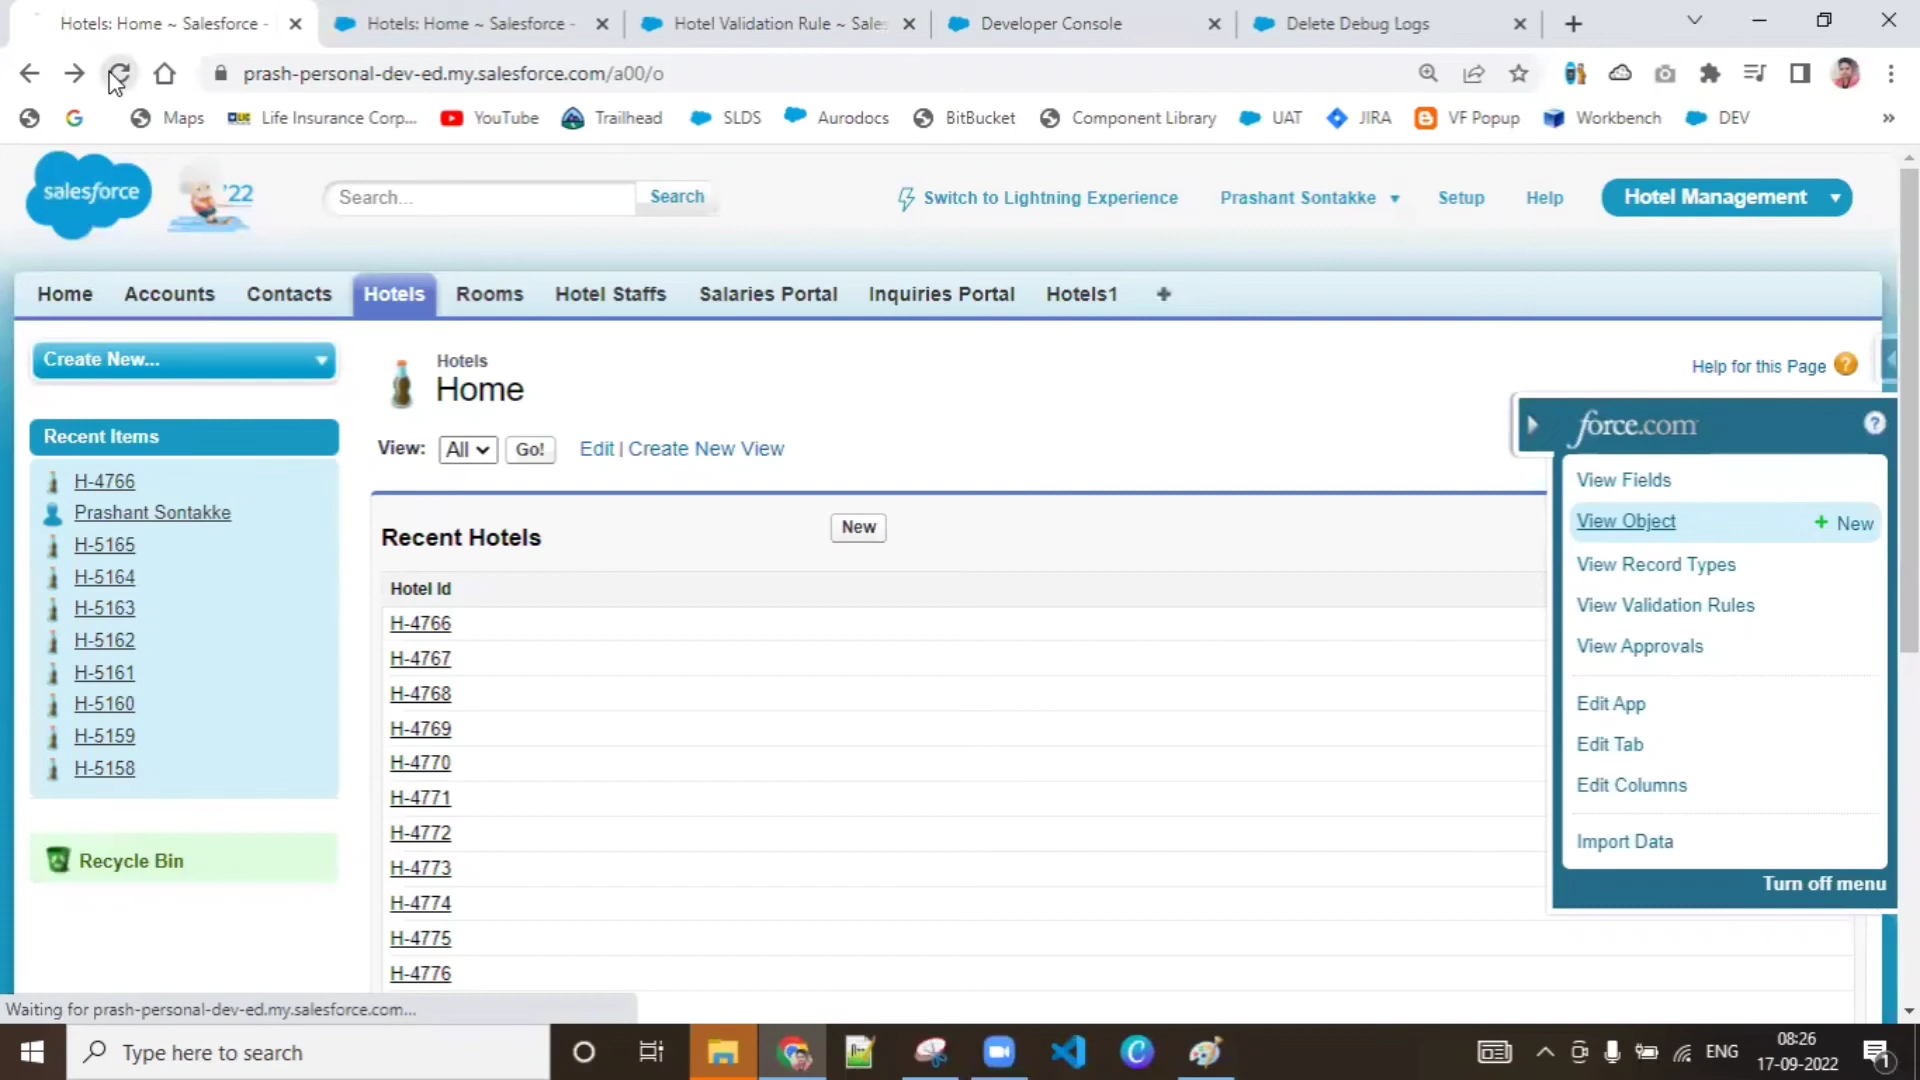 Hotels: Home ~ Salesforce -
Hotels: Home ~ Salesforce -
Hotel Validation Rule ~ Sale
Developer Console
Delete Debug Logs
prash-personal-dev-ed.my.salesforce.com/a00/o
Maps
Life Insurance Corp...
YouTube
Trailhead
SLDS
Aurodocs
BitBucket
Component Library
UAT
JIRA
VF Popup
Workbench
DEV
»
salesforce
'22
Search...
Search
Switch to Lightning Experience
Prashant Sontakke
Setup
Help
Hotel Management
Home
Accounts
Contacts
Hotels
Rooms
Hotel Staffs
Salaries Portal
Inquiries Portal
Hotels1
Create New...
Hotels
Home
Help for this Page
View:
All
Go!
Edit | Create New View
Recent Items
H-4766
Prashant Sontakke
H-5165
H-5164
H-5163
H-5162
H-5161
H-5160
H-5159
H-5158
Recycle Bin
Recent Hotels
New
Hotel Id
H-4766
H-4767
H-4768
H-4769
H-4770
H-4771
H-4772
H-4773
H-4774
H-4775
H-4776
force.com
View Fields
View Object
New
View Record Types
View Validation Rules
View Approvals
Edit App
Edit Tab
Edit Columns
Import Data
Turn off menu
Waiting for prash-personal-dev-ed.my.salesforce.com...
Type here to search
ENG
08:26
17-09-2022
1